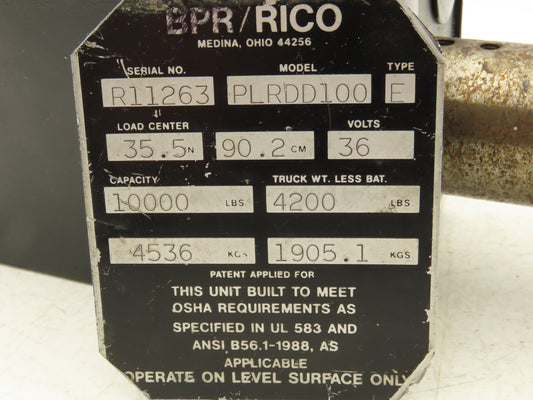 BPR/RICO
MEDINA, OHIO 44256
SERIAL NO. MODEL TYPE
R11263 PLRDD100 E
LOAD CENTER VOLTS
35.5 IN 90.2 CM 36
CAPACITY TRUCK WT. LESS BAT.
10000 LBS 4200 LBS
4536 KGS 1905.1 KGS
PATENT APPLIED FOR
THIS UNIT BUILT TO MEET
OSHA REQUIREMENTS AS
SPECIFIED IN UL 583 AND
ANSI B56.1-1988, AS
APPLICABLE
OPERATE ON LEVEL SURFACE ONLY